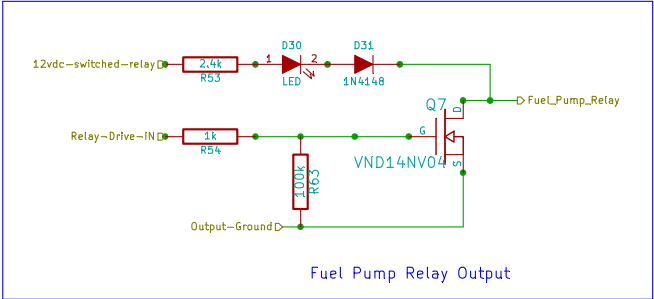 D30
D31
12vdc-switched-relay
2.4k
1
2
R53
LED
1N4148
Q7
D
Fuel_Pump_Relay
Relay-Drive-IN
1k
G
R54
VND14NV04
S
100k
R63
Output-Ground
Fuel Pump Relay Output